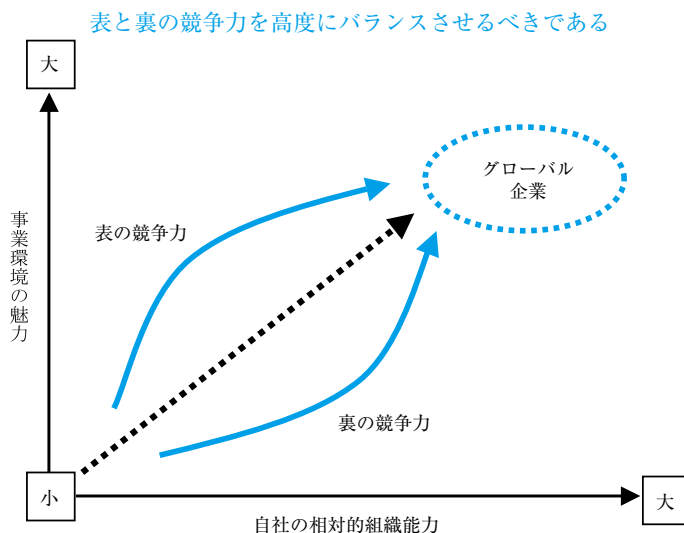 表と裏の競争力を高度にバランスさせるべきである
大
グローバル
企業
表の競争力
事業環境の魅力
裏の競争力
小
大
自社の相対的組織能力